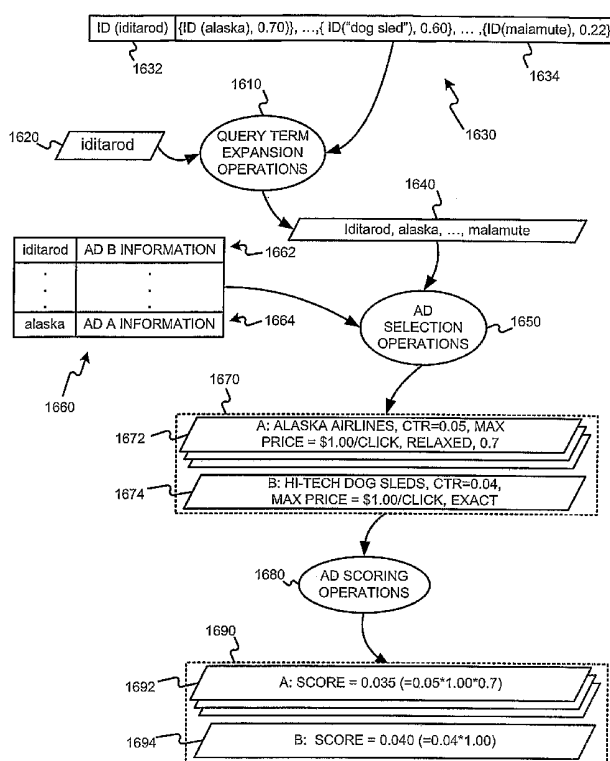 ID (iditarod) {ID (alaska), 0.70)}, ...,{ ID("dog sled"), 0.60}, ... ,{ID(malamute), 0.22}
1632
1634
1610
1630
1620
iditarod
QUERY TERM
EXPANSION
OPERATIONS
1640
Iditarod, alaska, ..., malamute
iditarod AD B INFORMATION
1662
. .
. .
. .
alaska AD A INFORMATION
1664
1660
AD
SELECTION
OPERATIONS
1650
1670
1672
A: ALASKA AIRLINES, CTR=0.05, MAX
PRICE = $1.00/CLICK, RELAXED, 0.7
1674
B: HI-TECH DOG SLEDS, CTR=0.04,
MAX PRICE = $1.00/CLICK, EXACT
1680
AD SCORING
OPERATIONS
1690
1692
A: SCORE = 0.035 (=0.05*1.00*0.7)
1694
B: SCORE = 0.040 (=0.04*1.00)